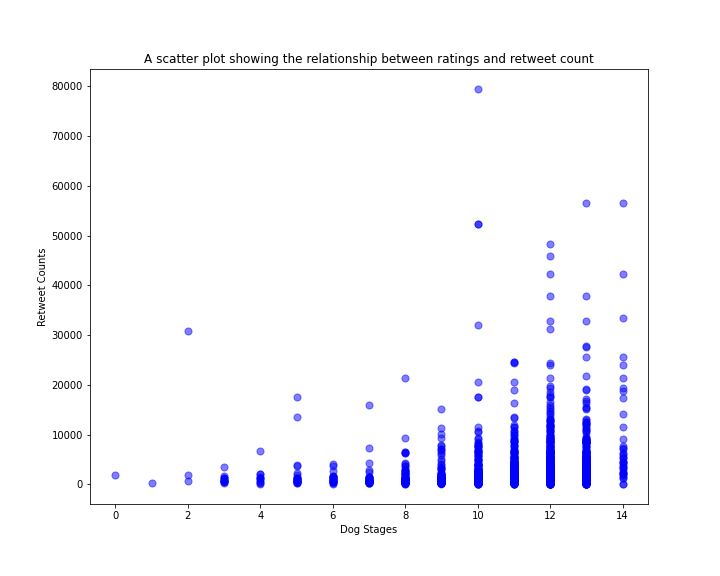 A scatter plot showing the relationship between ratings and retweet count
80000
70000
60000
50000
40000
30000
20000
10000
0
Retweet Counts
0 2 4 6 8 10 12 14
Dog Stages